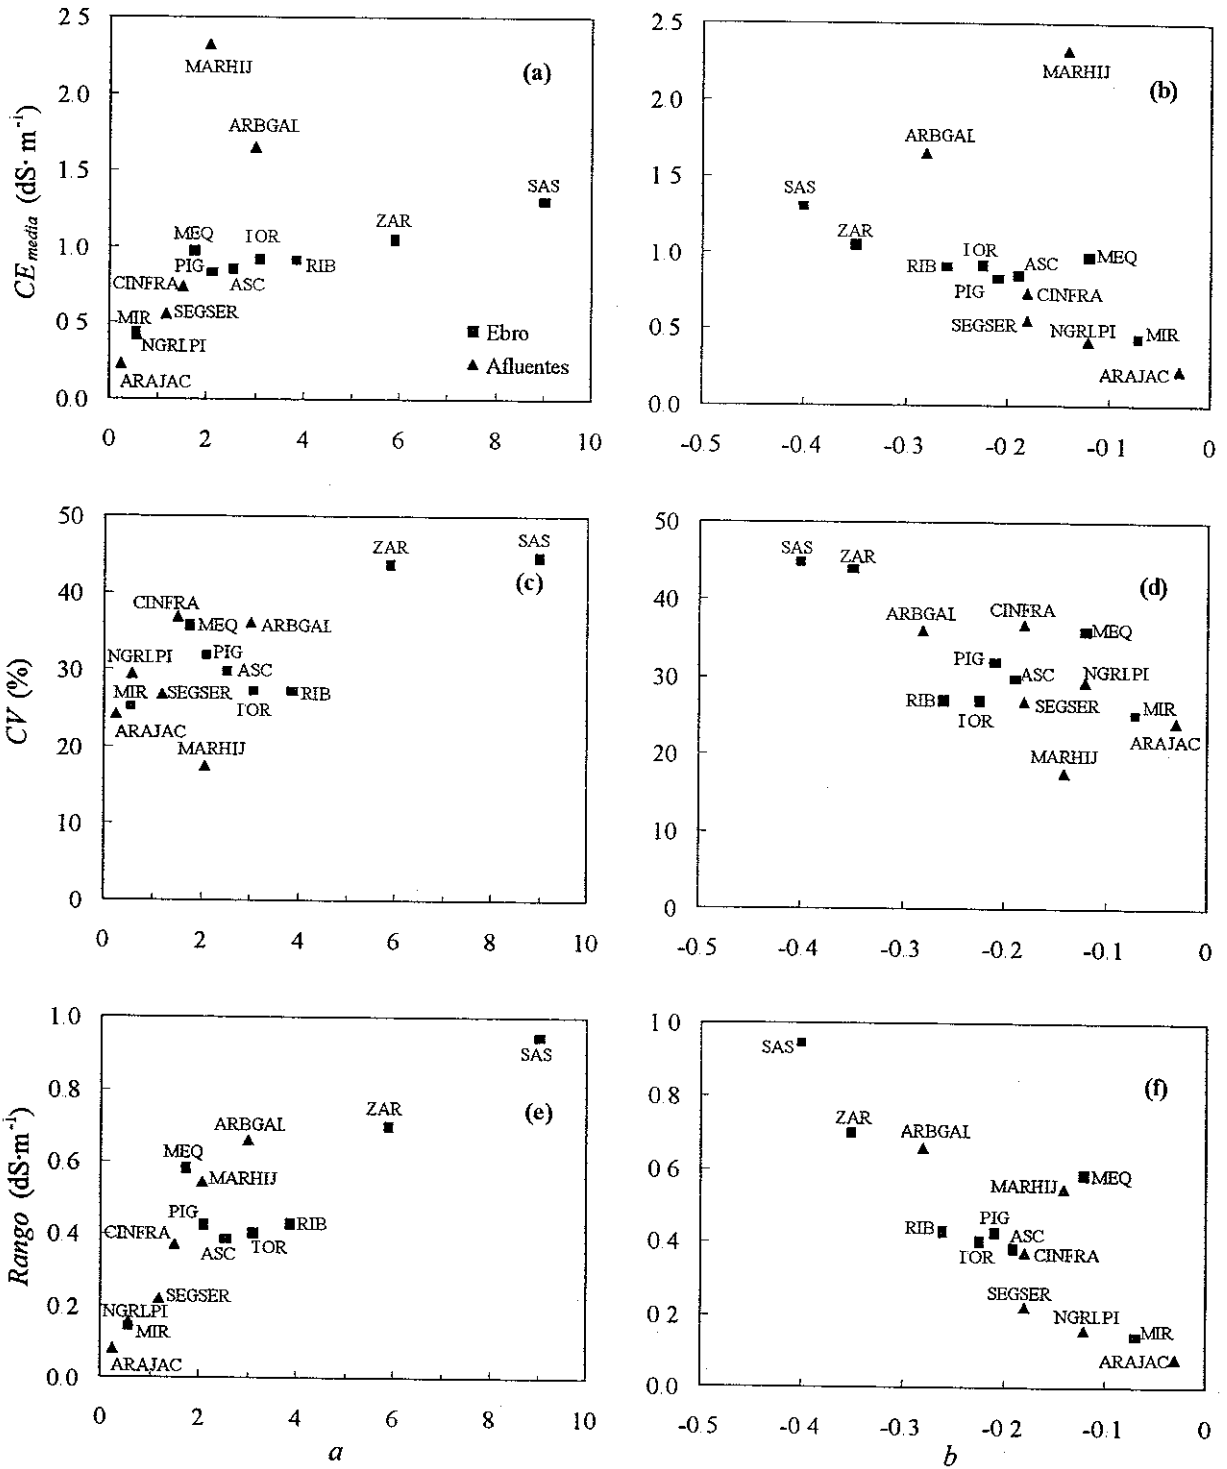 2.5
2.0
1.5
1.0
0 5
0.0
CE media (dS· m⁻¹)
MARHIJ
(a)
ARBGAL
SAS
ZAR
MEQ
IOR
PIG
ASC
RIB
CINFRA
SEGSER
MIR
NGRLPI
ARAJAC
Ebro
Afluentes
0 2 4 6 8 10
2.5
2.0
1 5
1.0
0.5
0.0
MARHIJ
(b)
ARBGAL
SAS
ZAR
RIB
IOR
PIG
ASC
MEQ
CINFRA
SEGSER
NGRLPI
MIR
ARAJAC
-0 5 -0.4 -0.3 -0 2 -0 1 0
50
40
30
20
10
0
CV (%)
ZAR
SAS
(c)
CINFRA
MEQ
ARBGAL
NGRLPI
PIG
ASC
MIR
SEGSER
IOR
RIB
ARAJAC
MARHIJ
0 2 4 6 8 10
50
40
30
20
10
0
SAS
ZAR
(d)
ARBGAL
CINFRA
MEQ
PIG
ASC
NGRLPI
RIB
IOR
SEGSER
MIR
ARAJAC
MARHIJ
-0.5 -0.4 -0.3 -0.2 -0.1 0
1.0
0.8
0.6
0.4
0.2
0.0
Rango (dS·m⁻¹)
SAS
(e)
ZAR
ARBGAL
MEQ
MARHIJ
PIG
RIB
CINFRA
ASC
TOR
SEGSER
NGRLPI
MIR
ARAJAC
0 2 4 6 8 10
a
1 0
0.8
0 6
0.4
0 2
0.0
SAS
(f)
ZAR
ARBGAL
MARHIJ
MEQ
RIB
PIG
IOR
ASC
CINFRA
SEGSER
NGRLPI
MIR
ARAJAC
-0.5 -0.4 -0.3 -0.2 -0.1 0
b